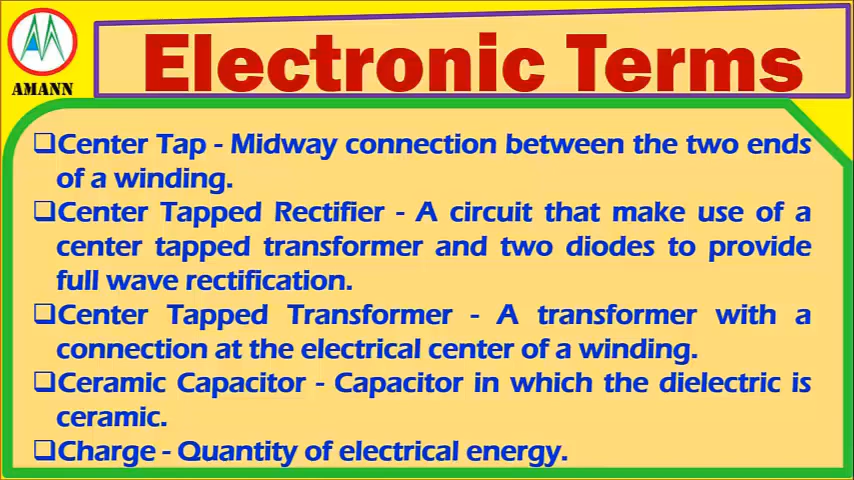 AMANN
Electronic Terms
❑Center Tap - Midway connection between the two ends
of a winding.
❑Center Tapped Rectifier - A circuit that make use of a
center tapped transformer and two diodes to provide
full wave rectification.
❑Center Tapped Transformer - A transformer with a
connection at the electrical center of a winding.
❑Ceramic Capacitor - Capacitor in which the dielectric is
ceramic.
❑Charge - Quantity of electrical energy.